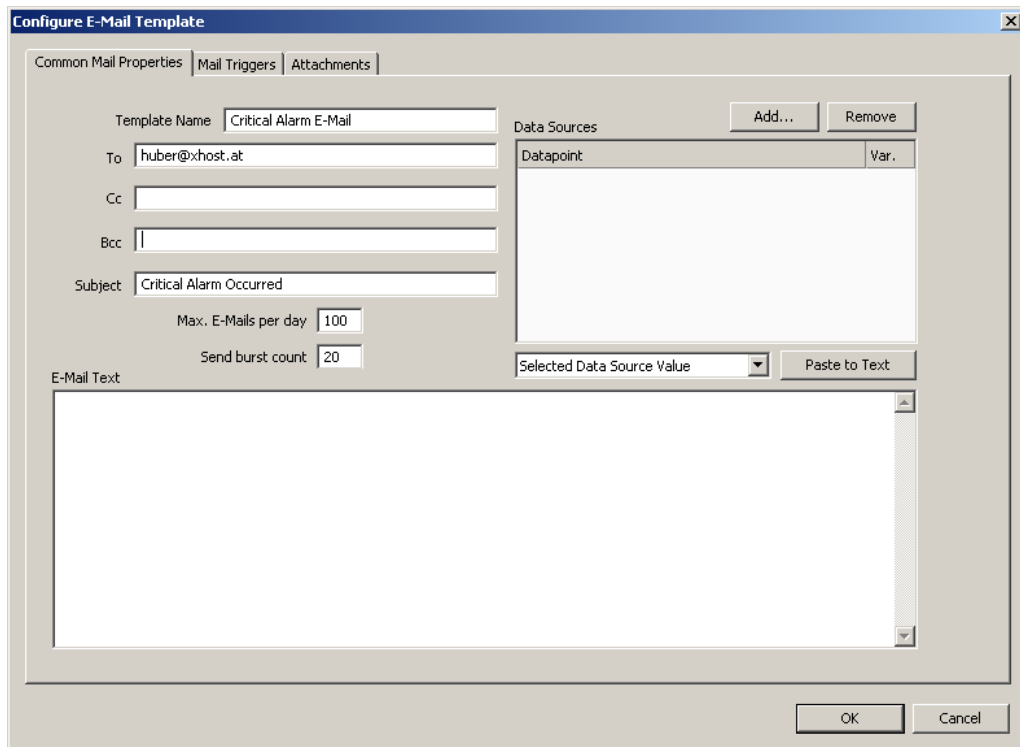 Configure E-Mail Template
Common Mail Properties Mail Triggers Attachments
Template Name Critical Alarm E-Mail
To huber@xhost.at
Cc
Bcc
Subject Critical Alarm Occurred
Max. E-Mails per day 100
Send burst count 20
Data Sources Add... Remove
Datapoint Var.
Selected Data Source Value Paste to Text
E-Mail Text
OK Cancel